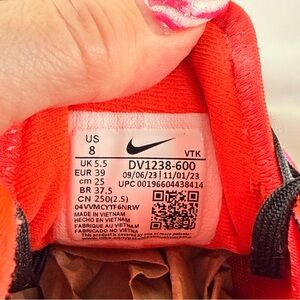 US
8
VTK
UK 5.5
EUR 39
cm 25
BR 37.5
CN 250(2.5)
DV1238-600
09/06/23 11/01/23
UPC 00196604438414
04VVMCYTF6NRW
MADE IN VIETNAM
HECHO EN VIETNAM
FABRIQUE AU VIETNAM
FABRICADO NO VIETNAM